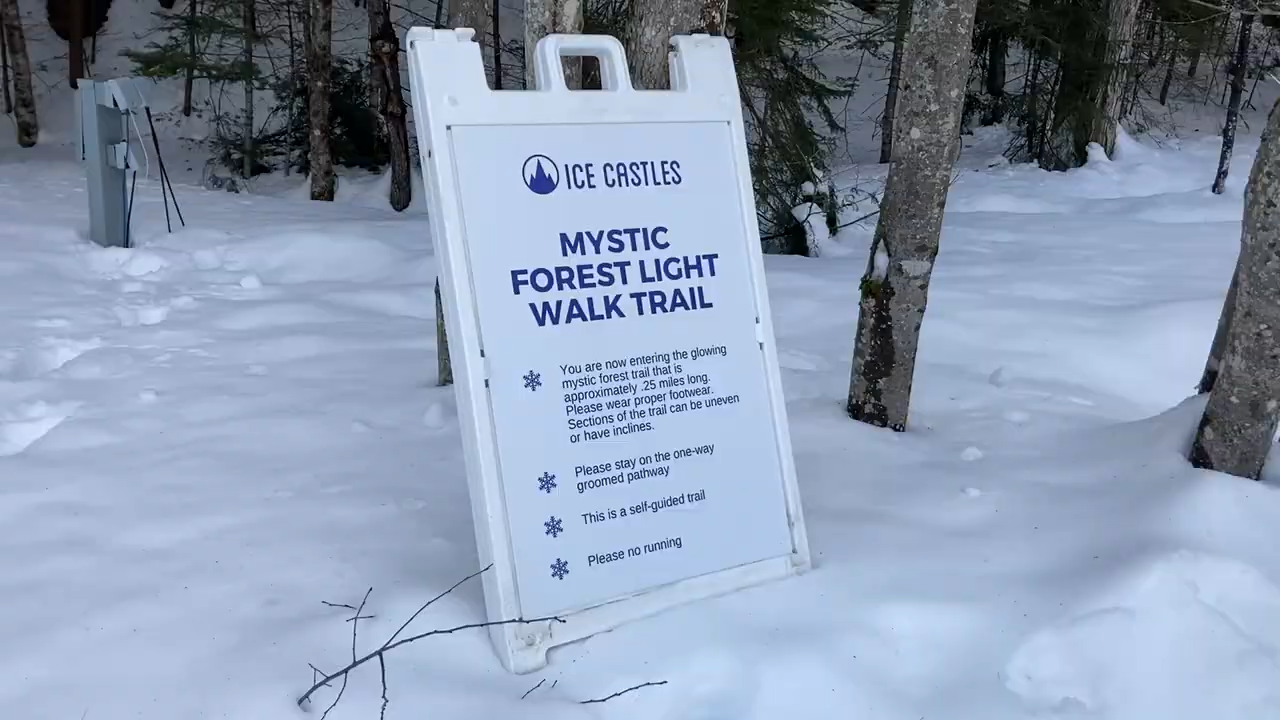 ICE CASTLES
MYSTIC
FOREST LIGHT
WALK TRAIL
You are now entering the glowing
mystic forest trail that is
approximately .25 miles long.
Please wear proper footwear.
Sections of the trail can be uneven
or have inclines.
Please stay on the one-way
groomed pathway
This is a self-guided trail
Please no running